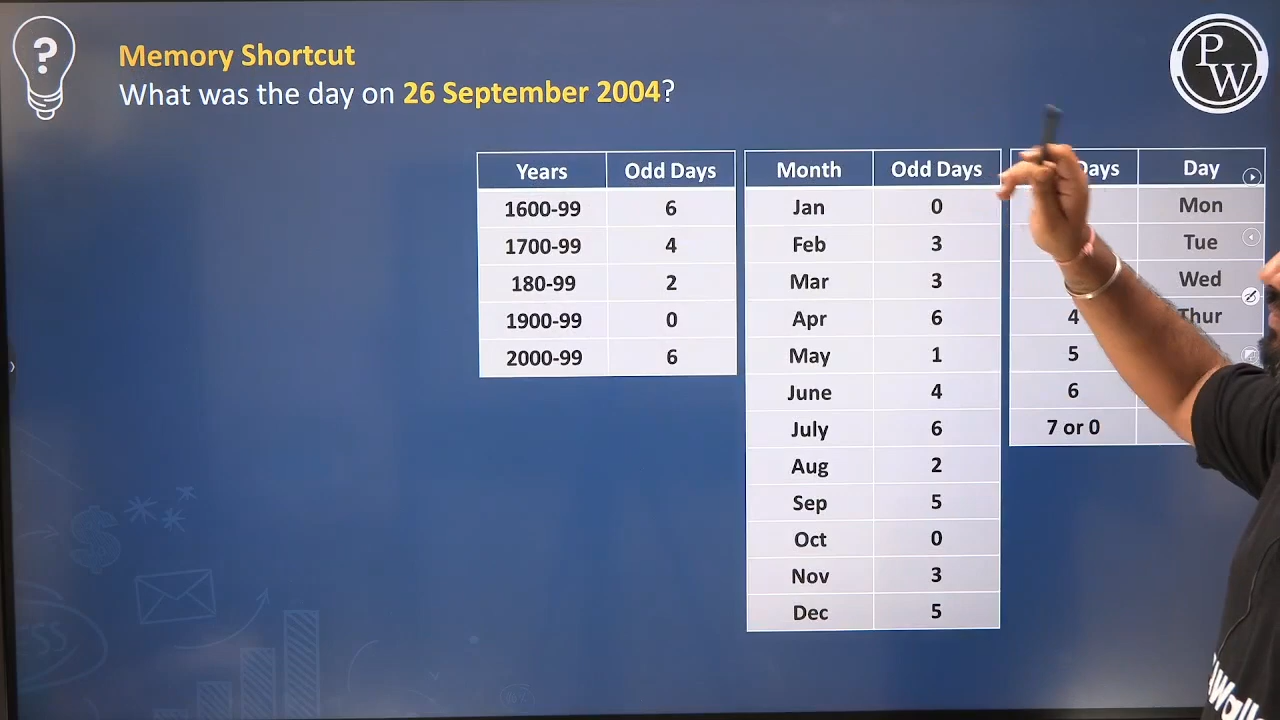 ?
Memory Shortcut
What was the day on 26 September 2004?
P
W
Years Odd Days
1600-99 6
1700-99 4
180-99 2
1900-99 0
2000-99 6
Month Odd Days
Jan 0
Feb 3
Mar 3
Apr 6
May 1
June 4
July 6
Aug 2
Sep 5
Oct 0
Nov 3
Dec 5
Days Day
Mon
Tue
Wed
4 Thur
5
6
7 or 0